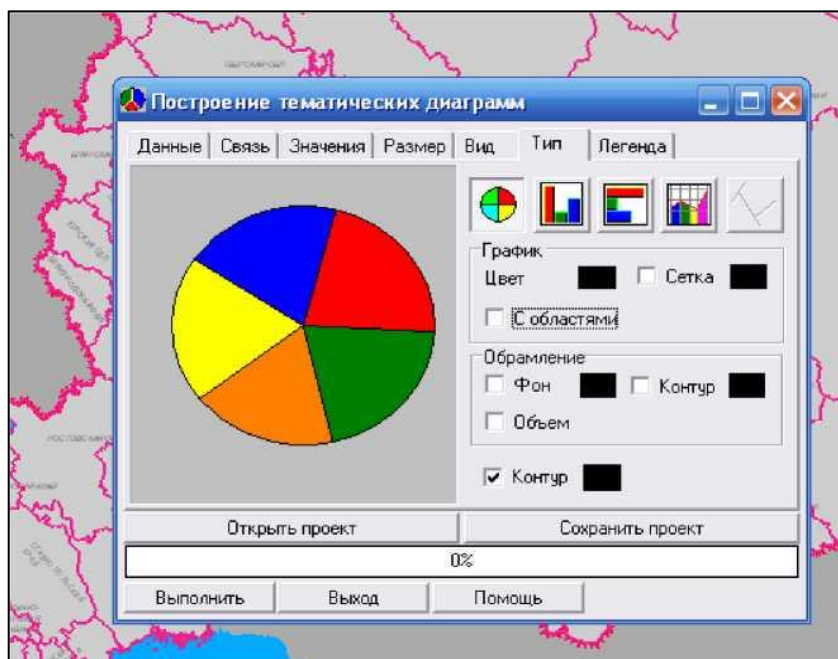 Построение тематических диаграмм
Данные Связь Значения Размер Вид Тип Легенда
График
Цвет Сетка
С областями
Обрамление
Фон Контур
Объем
Контур
Открыть проект Сохранить проект
0%
Выполнить Выход Помощь